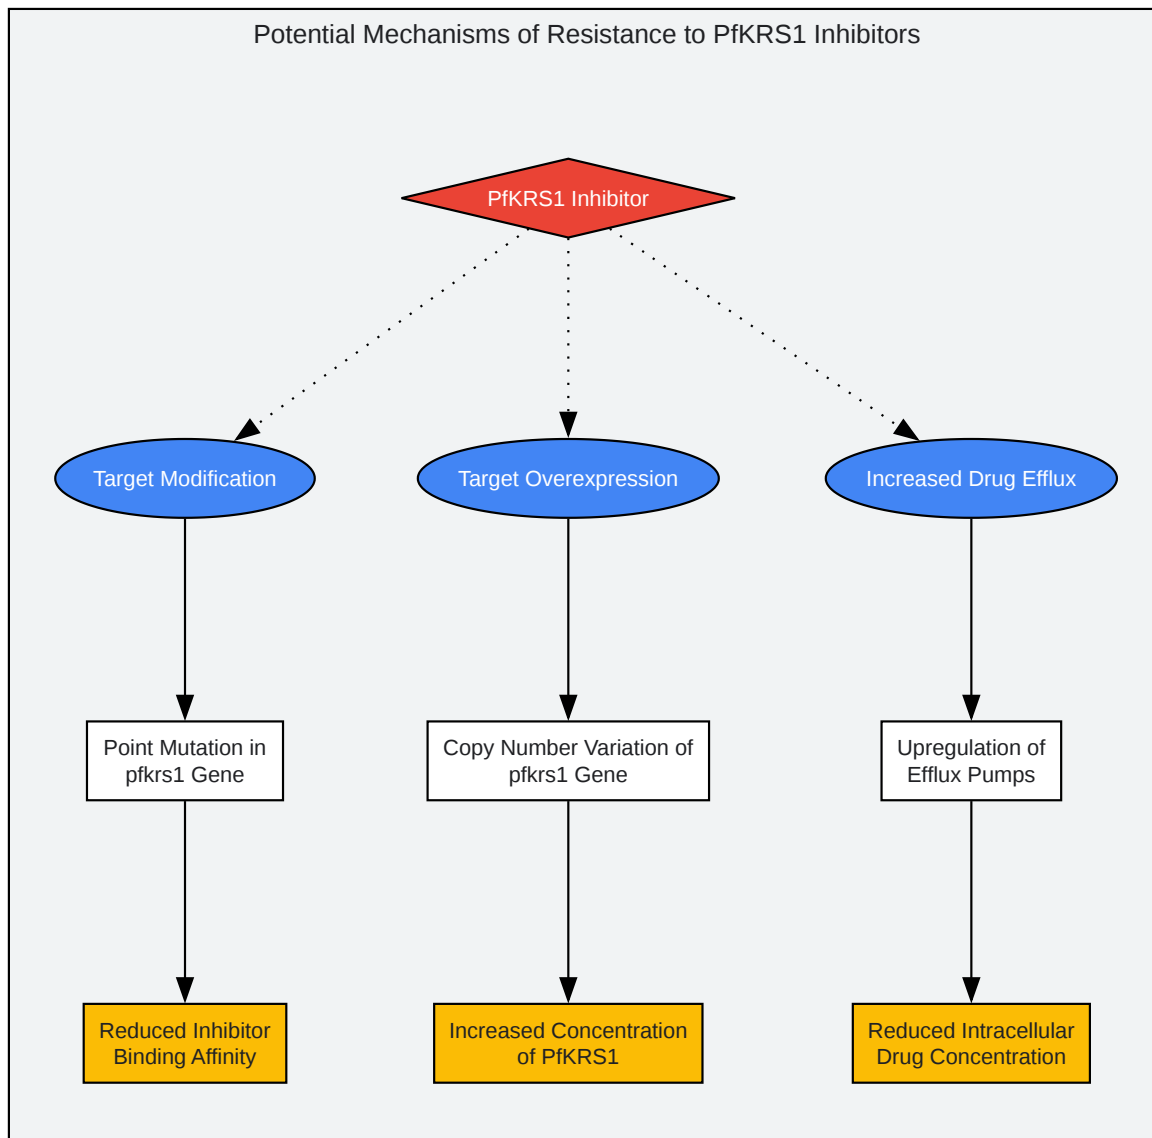 Potential Mechanisms of Resistance to PfKRS1 Inhibitors
PfKRS1 Inhibitor
Target Modification
Target Overexpression
Increased Drug Efflux
Point Mutation in
pfkrs1 Gene
Copy Number Variation of
pfkrs1 Gene
Upregulation of
Efflux Pumps
Reduced Inhibitor
Binding Affinity
Increased Concentration
of PfKRS1
Reduced Intracellular
Drug Concentration